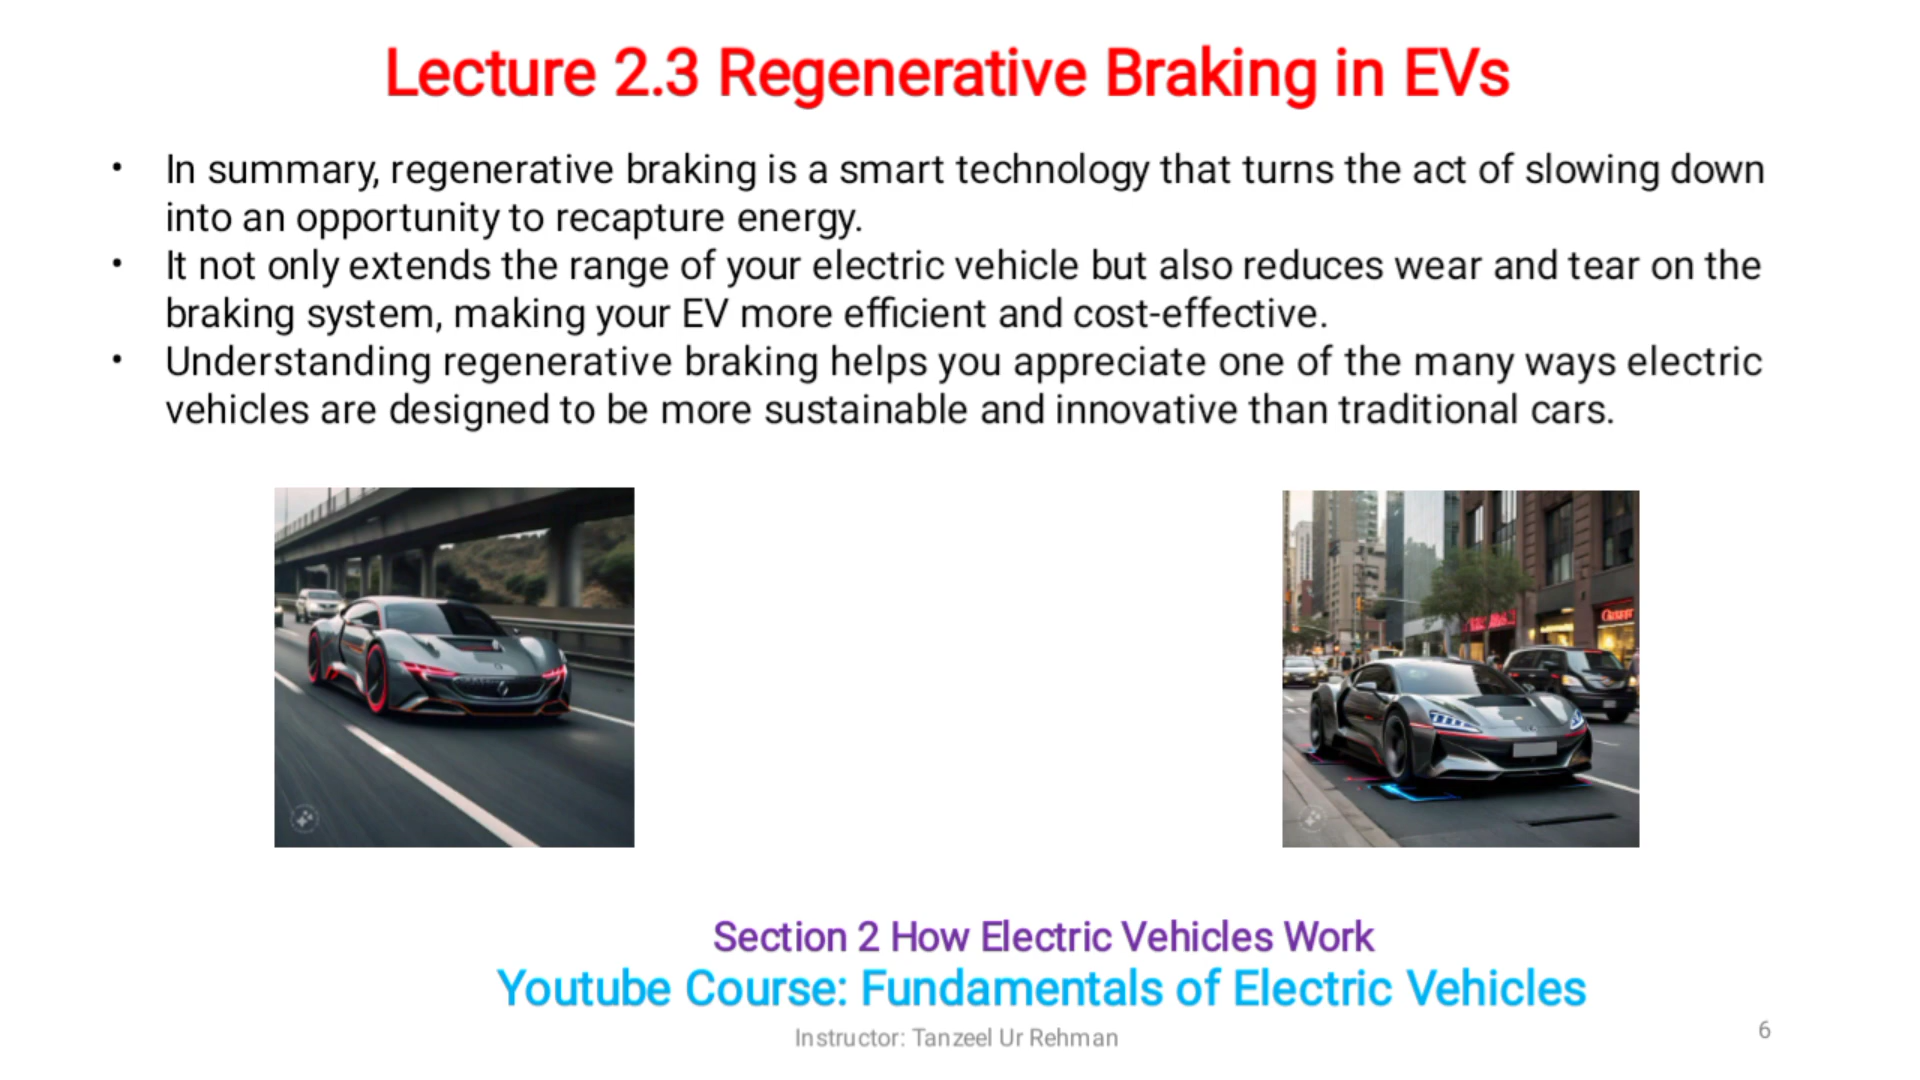 Lecture 2.3 Regenerative Braking in EVs
• In summary, regenerative braking is a smart technology that turns the act of slowing down
into an opportunity to recapture energy.
• It not only extends the range of your electric vehicle but also reduces wear and tear on the
braking system, making your EV more efficient and cost-effective.
• Understanding regenerative braking helps you appreciate one of the many ways electric
vehicles are designed to be more sustainable and innovative than traditional cars.
Section 2 How Electric Vehicles Work
Youtube Course: Fundamentals of Electric Vehicles
Instructor: Tanzeel Ur Rehman
6